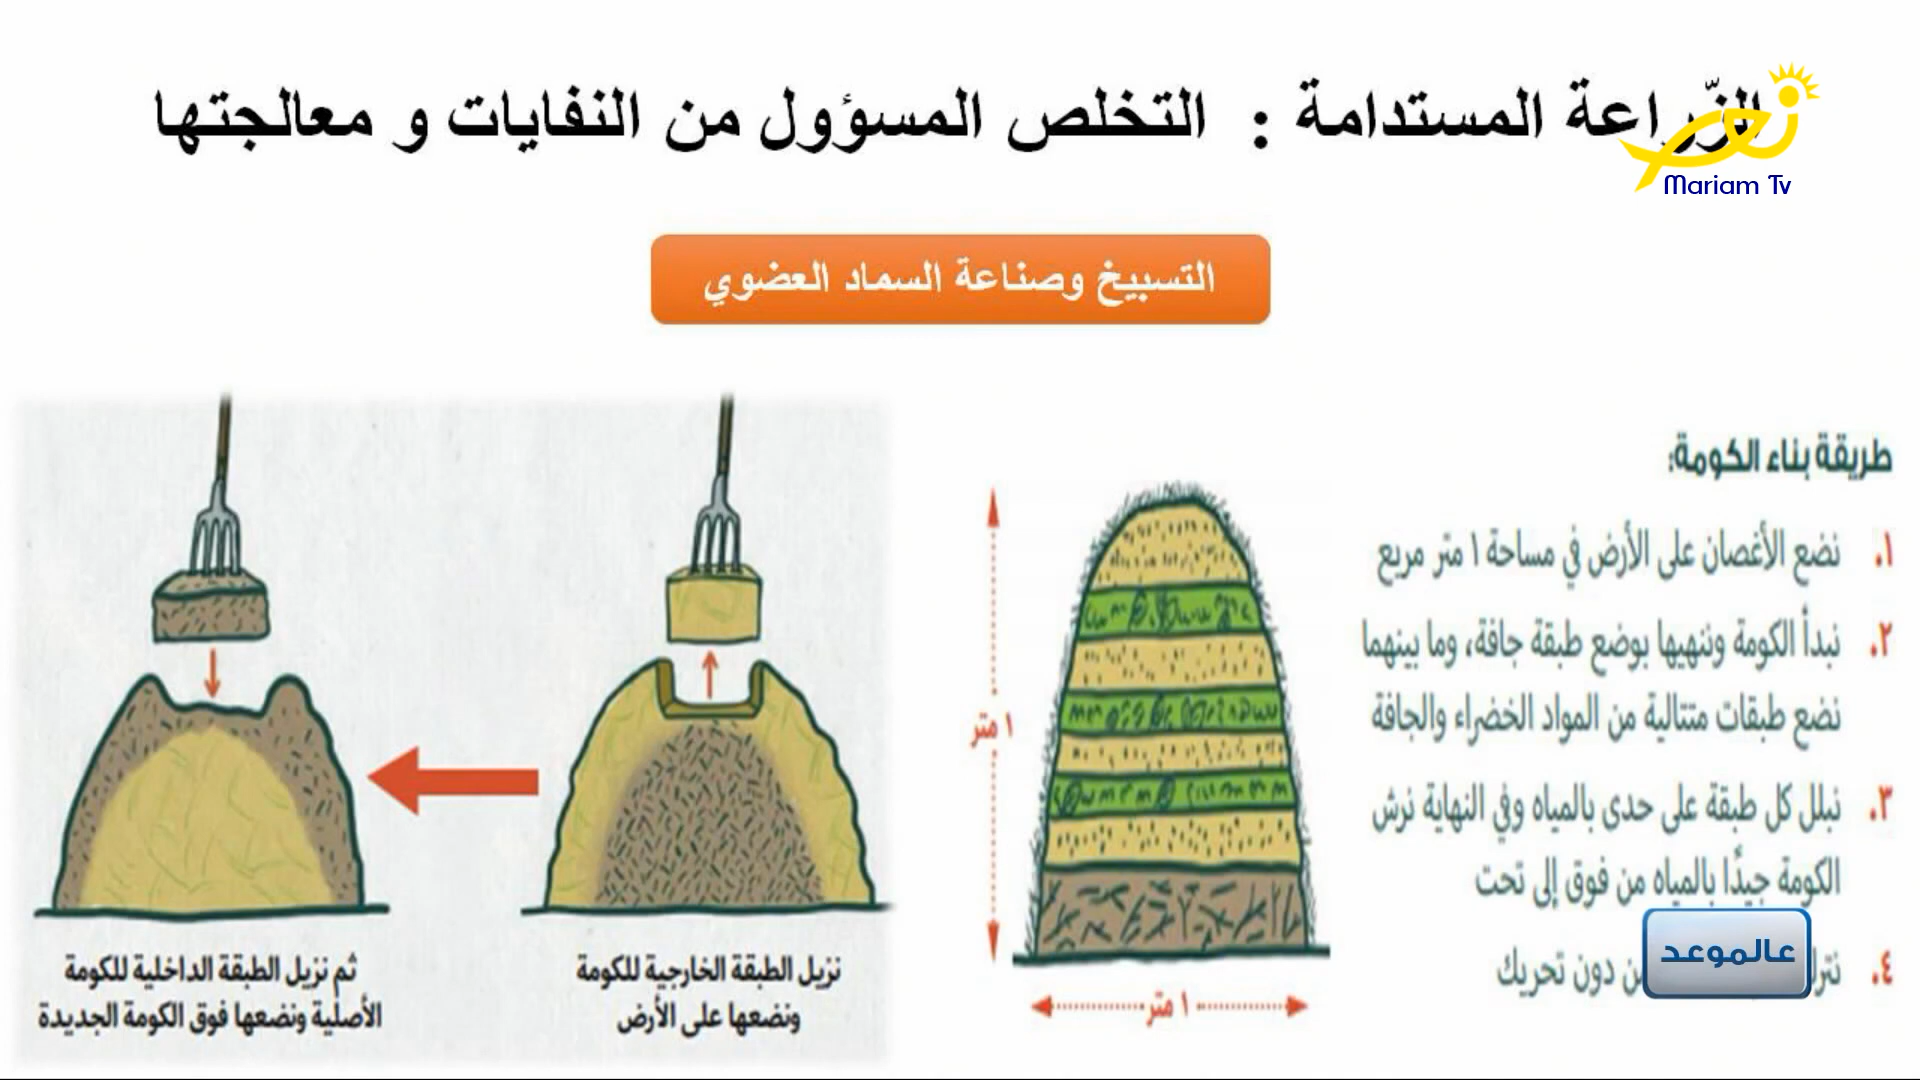 الزّراعة المستدامة : التخلص المسؤول من النفايات و معالجتها
Mariam Tv
التسبيخ وصناعة السماد العضوي
طريقة بناء الكومة:
١. نضع الأغصان على الأرض في مساحة ١ متر مربع
٢. نبدأ الكومة وننهيها بوضع طبقة جافة، وما بينهما
نضع طبقات متتالية من المواد الخضراء والجافة
٣. نبلل كل طبقة على حدى بالمياه وفي النهاية نرش
الكومة جيدًا بالمياه من فوق إلى تحت
٤. من دون تحريك
عالموعد
١ متر
١ متر
نزيل الطبقة الخارجية للكومة
ونضعها على الأرض
ثم نزيل الطبقة الداخلية للكومة
الأصلية ونضعها فوق الكومة الجديدة